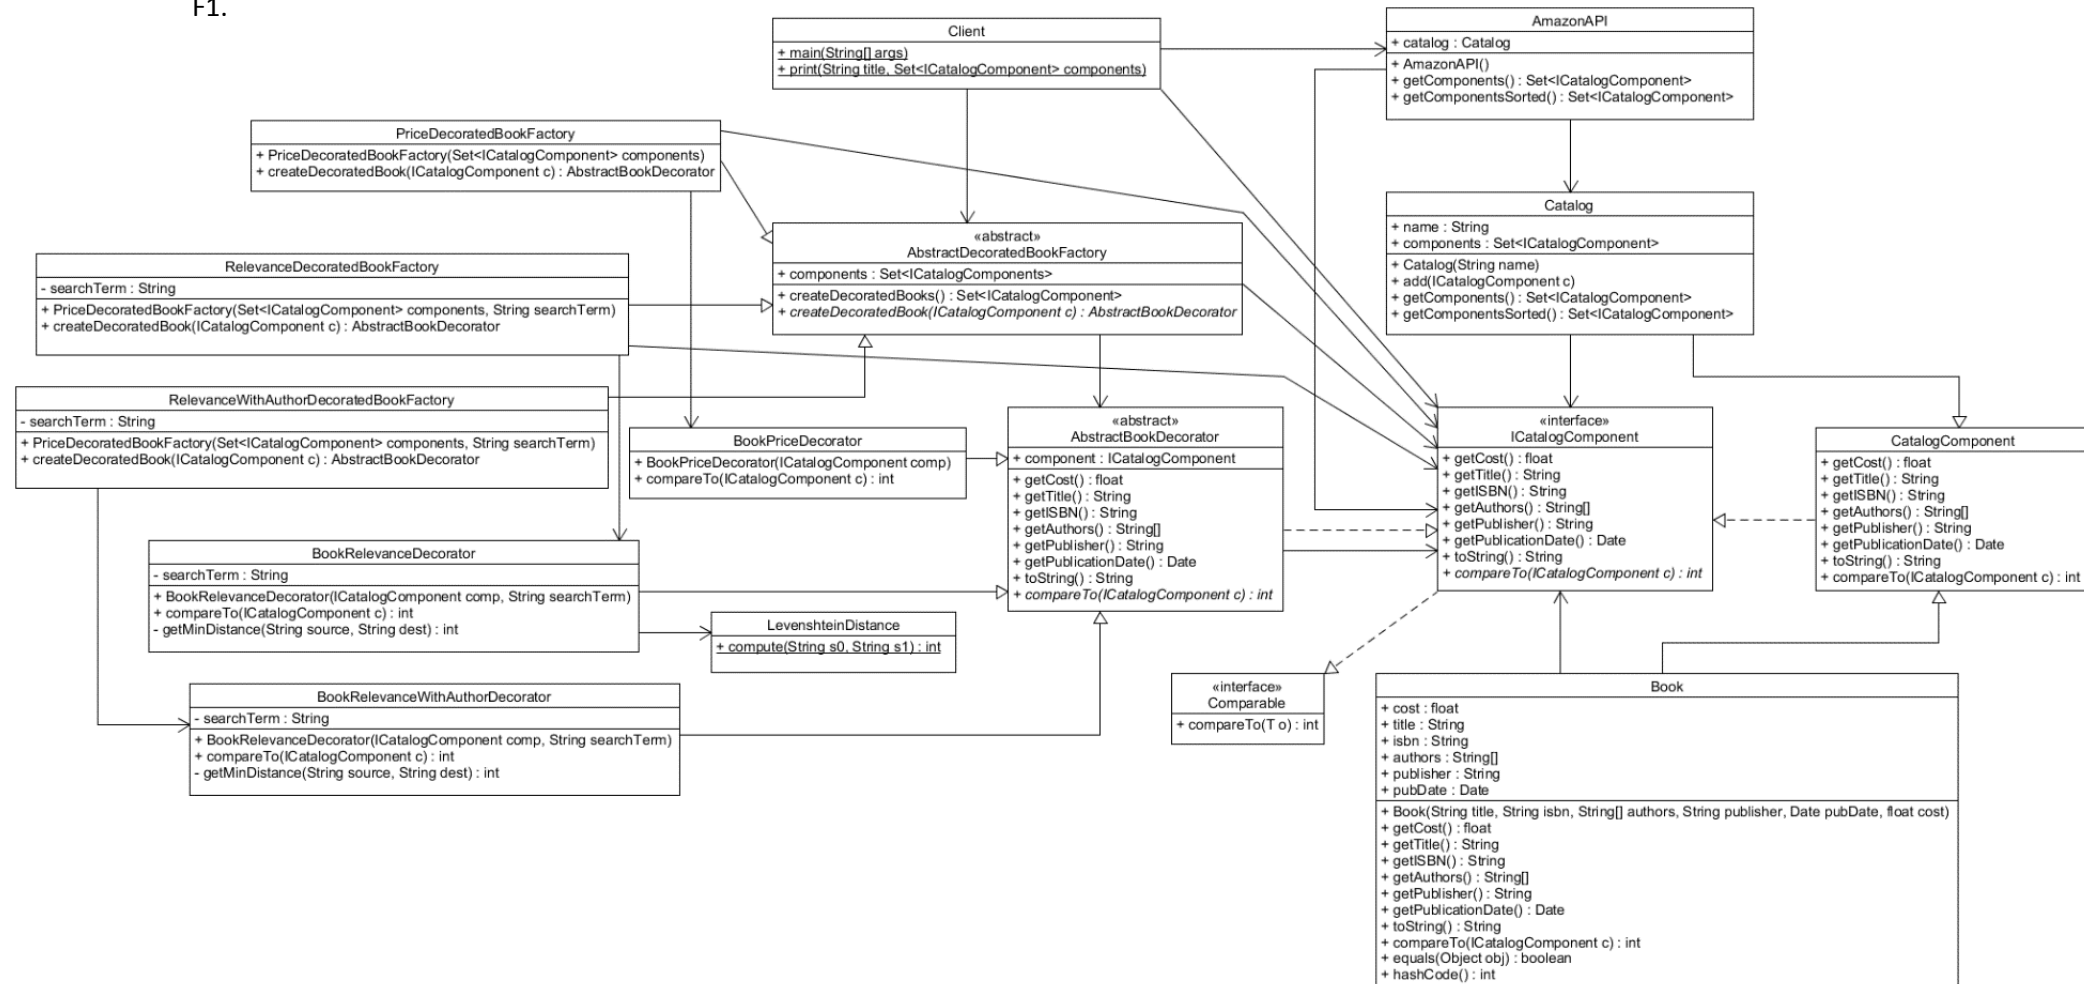 F1.
Client
+ main(String[] args)
+ print(String title, Set<ICatalogComponent> components)
AmazonAPI
+ catalog : Catalog
+ AmazonAPI()
+ getComponents() : Set<ICatalogComponent>
+ getComponentsSorted() : Set<ICatalogComponent>
PriceDecoratedBookFactory
+ PriceDecoratedBookFactory(Set<ICatalogComponent> components)
+ createDecoratedBook(ICatalogComponent c) : AbstractBookDecorator
Catalog
+ name : String
+ components : Set<ICatalogComponent>
+ Catalog(String name)
+ add(ICatalogComponent c)
+ getComponents() : Set<ICatalogComponent>
+ getComponentsSorted() : Set<ICatalogComponent>
«abstract»
AbstractDecoratedBookFactory
+ components : Set<ICatalogComponents>
+ createDecoratedBooks() : Set<ICatalogComponent>
+ createDecoratedBook(ICatalogComponent c) : AbstractBookDecorator
RelevanceDecoratedBookFactory
- searchTerm : String
+ PriceDecoratedBookFactory(Set<ICatalogComponent> components, String searchTerm)
+ createDecoratedBook(ICatalogComponent c) : AbstractBookDecorator
RelevanceWithAuthorDecoratedBookFactory
- searchTerm : String
+ PriceDecoratedBookFactory(Set<ICatalogComponent> components, String searchTerm)
+ createDecoratedBook(ICatalogComponent c) : AbstractBookDecorator
BookPriceDecorator
+ BookPriceDecorator(ICatalogComponent comp)
+ compareTo(ICatalogComponent c) : int
«abstract»
AbstractBookDecorator
+ component : ICatalogComponent
+ getCost() : float
+ getTitle() : String
+ getISBN() : String
+ getAuthors() : String[]
+ getPublisher() : String
+ getPublicationDate() : Date
+ toString() : String
+ compareTo(ICatalogComponent c) : int
«interface»
ICatalogComponent
+ getCost() : float
+ getTitle() : String
+ getISBN() : String
+ getAuthors() : String[]
+ getPublisher() : String
+ getPublicationDate() : Date
+ toString() : String
+ compareTo(ICatalogComponent c) : int
CatalogComponent
+ getCost() : float
+ getTitle() : String
+ getISBN() : String
+ getAuthors() : String[]
+ getPublisher() : String
+ getPublicationDate() : Date
+ toString() : String
+ compareTo(ICatalogComponent c) : int
BookRelevanceDecorator
- searchTerm : String
+ BookRelevanceDecorator(ICatalogComponent comp, String searchTerm)
+ compareTo(ICatalogComponent c) : int
- getMinDistance(String source, String dest) : int
LevenshteinDistance
+ compute(String s0, String s1) : int
BookRelevanceWithAuthorDecorator
- searchTerm : String
+ BookRelevanceDecorator(ICatalogComponent comp, String searchTerm)
+ compareTo(ICatalogComponent c) : int
- getMinDistance(String source, String dest) : int
«interface»
Comparable
+ compareTo(T o) : int
Book
+ cost : float
+ title : String
+ isbn : String
+ authors : String[]
+ publisher : String
+ pubDate : Date
+ Book(String title, String isbn, String[] authors, String publisher, Date pubDate, float cost)
+ getCost() : float
+ getTitle() : String
+ getISBN() : String
+ getAuthors() : String[]
+ getPublisher() : String
+ getPublicationDate() : Date
+ toString() : String
+ compareTo(ICatalogComponent c) : int
+ equals(Object obj) : boolean
+ hashCode() : int